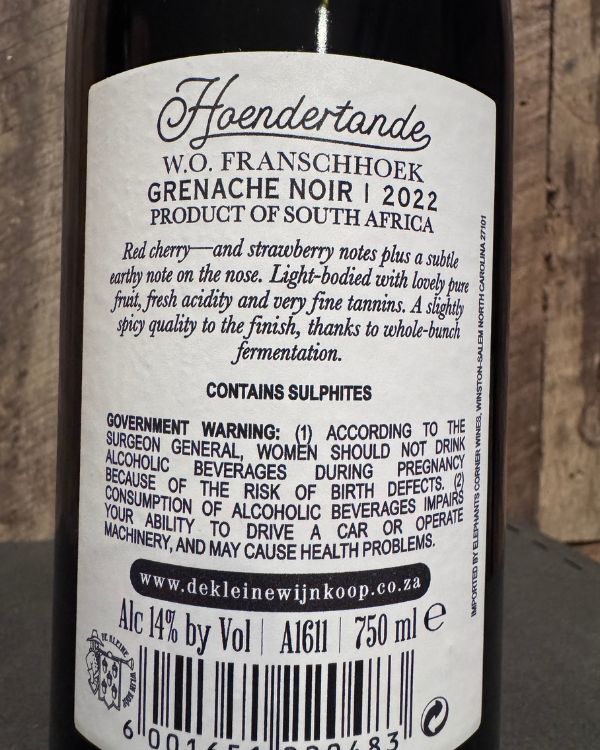 Hoendertande
W.O. FRANSCHHOEK
GRENACHE NOIR | 2022
PRODUCT OF SOUTH AFRICA
Red cherry—and strawberry notes plus a subtle
earthy note on the nose. Light-bodied with lovely pure
fruit, fresh acidity and very fine tannins. A slightly
spicy quality to the finish, thanks to whole-bunch
fermentation.
CONTAINS SULPHITES
GOVERNMENT WARNING: (1) ACCORDING TO THE
SURGEON GENERAL, WOMEN SHOULD NOT DRINK
ALCOHOLIC BEVERAGES DURING PREGNANCY
BECAUSE OF THE RISK OF BIRTH DEFECTS. (2)
CONSUMPTION OF ALCOHOLIC BEVERAGES IMPAIRS
YOUR ABILITY TO DRIVE A CAR OR OPERATE
MACHINERY, AND MAY CAUSE HEALTH PROBLEMS.
www.dekleinewijnkoop.co.za
Alc 14% by Vol | A1611 | 750 ml e
DE KLEINE WIJN KOOP
IMPORTED BY ELEPHANTS CORNER WINES, WINSTON-SALEM NORTH CAROLINA 27101